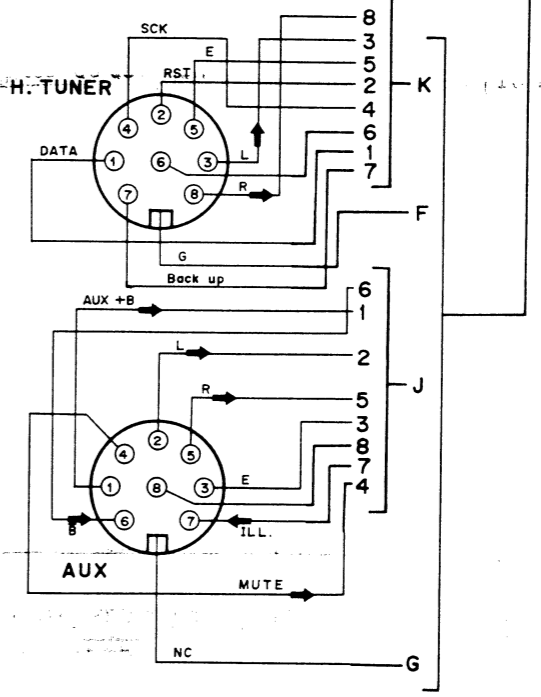 8
SCK
3
E
5
RST
2
H. TUNER
K
4
2
4
5
6
DATA
1
6
3
L
1
7
R
7
8
F
G
Back up
6
AUX +B
1
L
2
J
R
5
3
2
8
4
5
7
1
8
3
E
4
6
7
B
ILL.
AUX
MUTE
NC
G